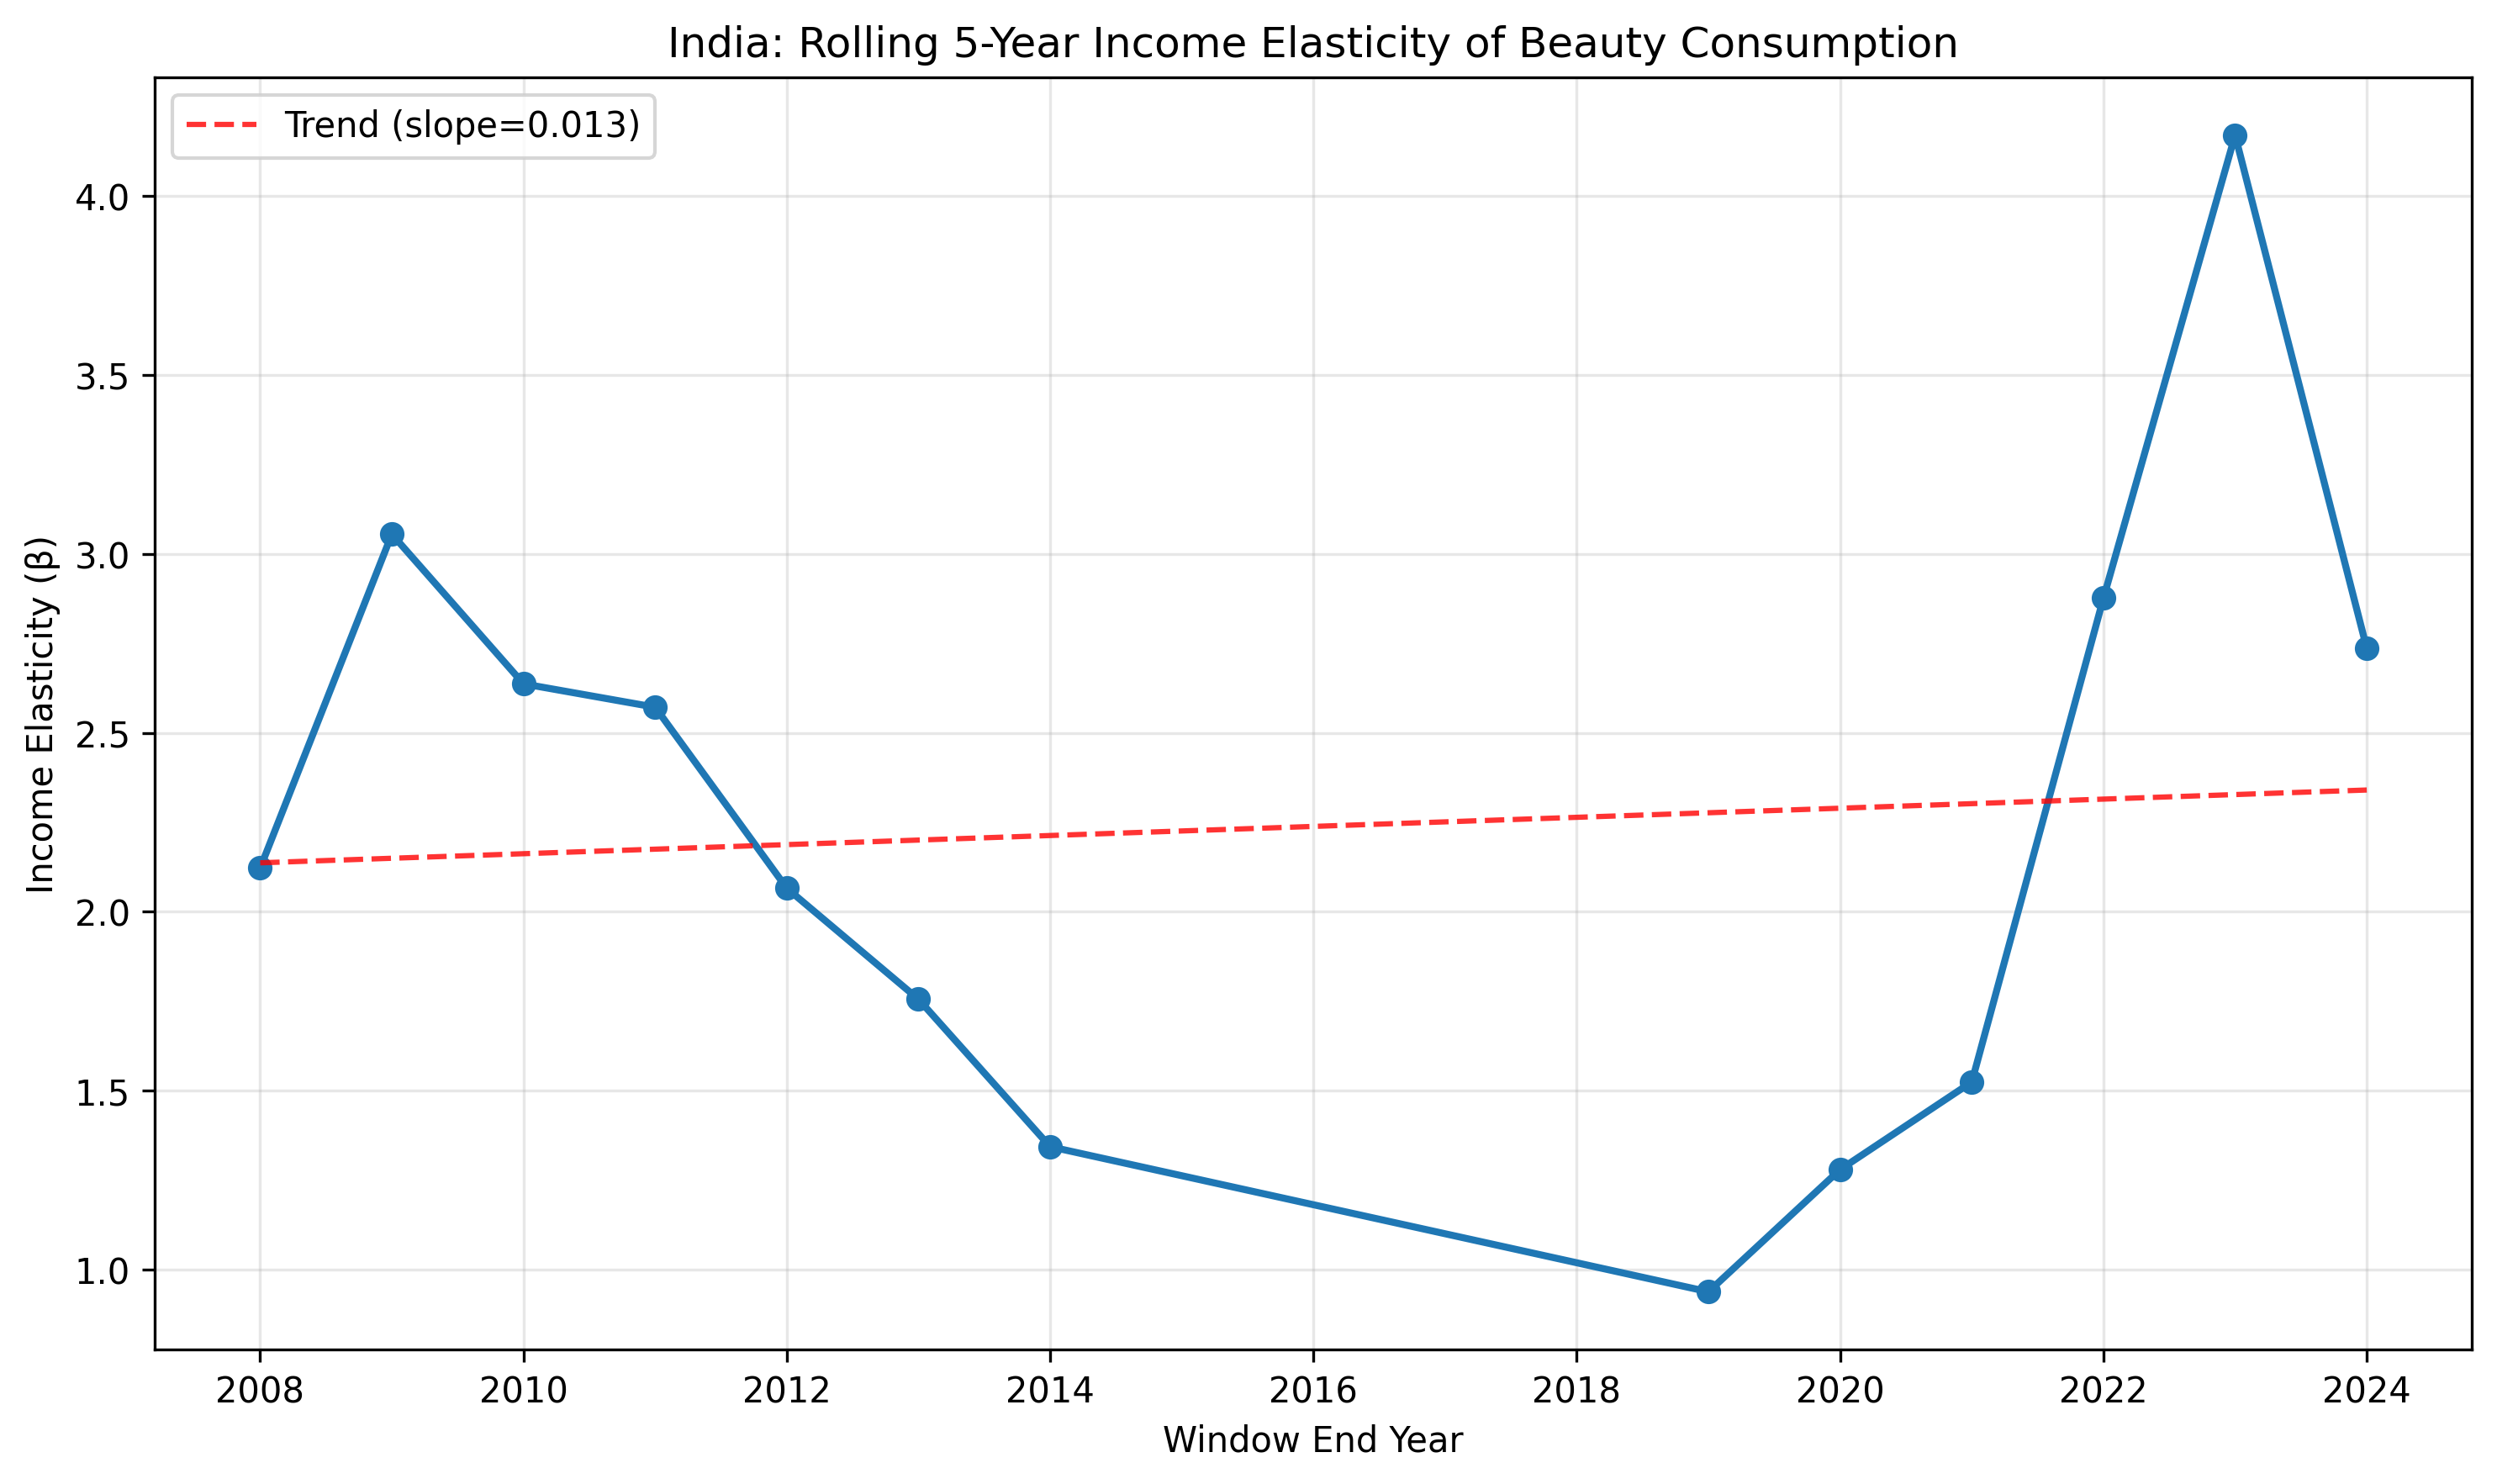 India: Rolling 5-Year Income Elasticity of Beauty Consumption
Trend (slope=0.013)
Income Elasticity (β)
4.0
3.5
3.0
2.5
2.0
1.5
1.0
2008 2010 2012 2014 2016 2018 2020 2022 2024
Window End Year